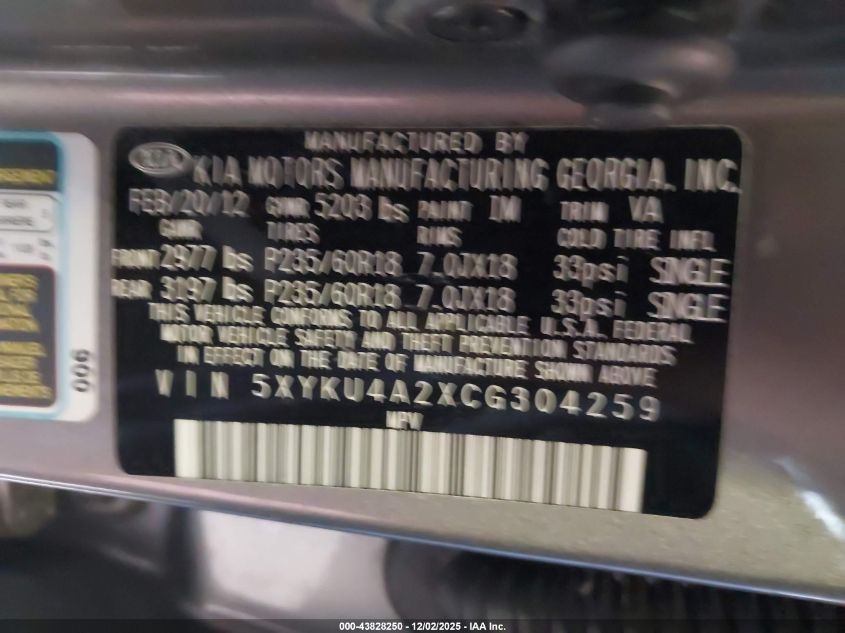 MANUFACTURED BY
KIA KIA MOTORS MANUFACTURING GEORGIA, INC.
FEB/20/12 GVWR 5203 lbs PAINT IM TRIM VA
GAWR TIRES RIMS COLD TIRE INFL
FRONT 2977 lbs P235/60R18 7.0JX18 33psi SINGLE
REAR 3197 lbs P235/60R18 7.0JX18 33psi SINGLE
THIS VEHICLE CONFORMS TO ALL APPLICABLE U.S.A. FEDERAL
MOTOR VEHICLE SAFETY AND THEFT PREVENTION STANDARDS
IN EFFECT ON THE DATE OF MANUFACTURE SHOWN ABOVE
VIN 5XYKU4A2XCG304259
MPV
006
000-43828250 • 12/02/2025 - IAA Inc.